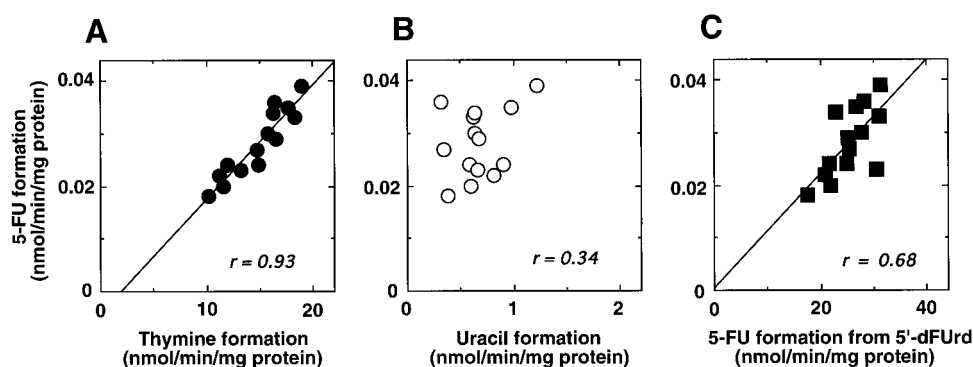 A
B
C
5-FU formation
(nmol/min/mg protein)
0.04
0.02
0
r = 0.93
0
10
20
Thymine formation
(nmol/min/mg protein)
0.04
0.02
0
r = 0.34
0
1
2
Uracil formation
(nmol/min/mg protein)
0.04
0.02
0
r = 0.68
0
20
40
5-FU formation from 5'-dFUrd
(nmol/min/mg protein)